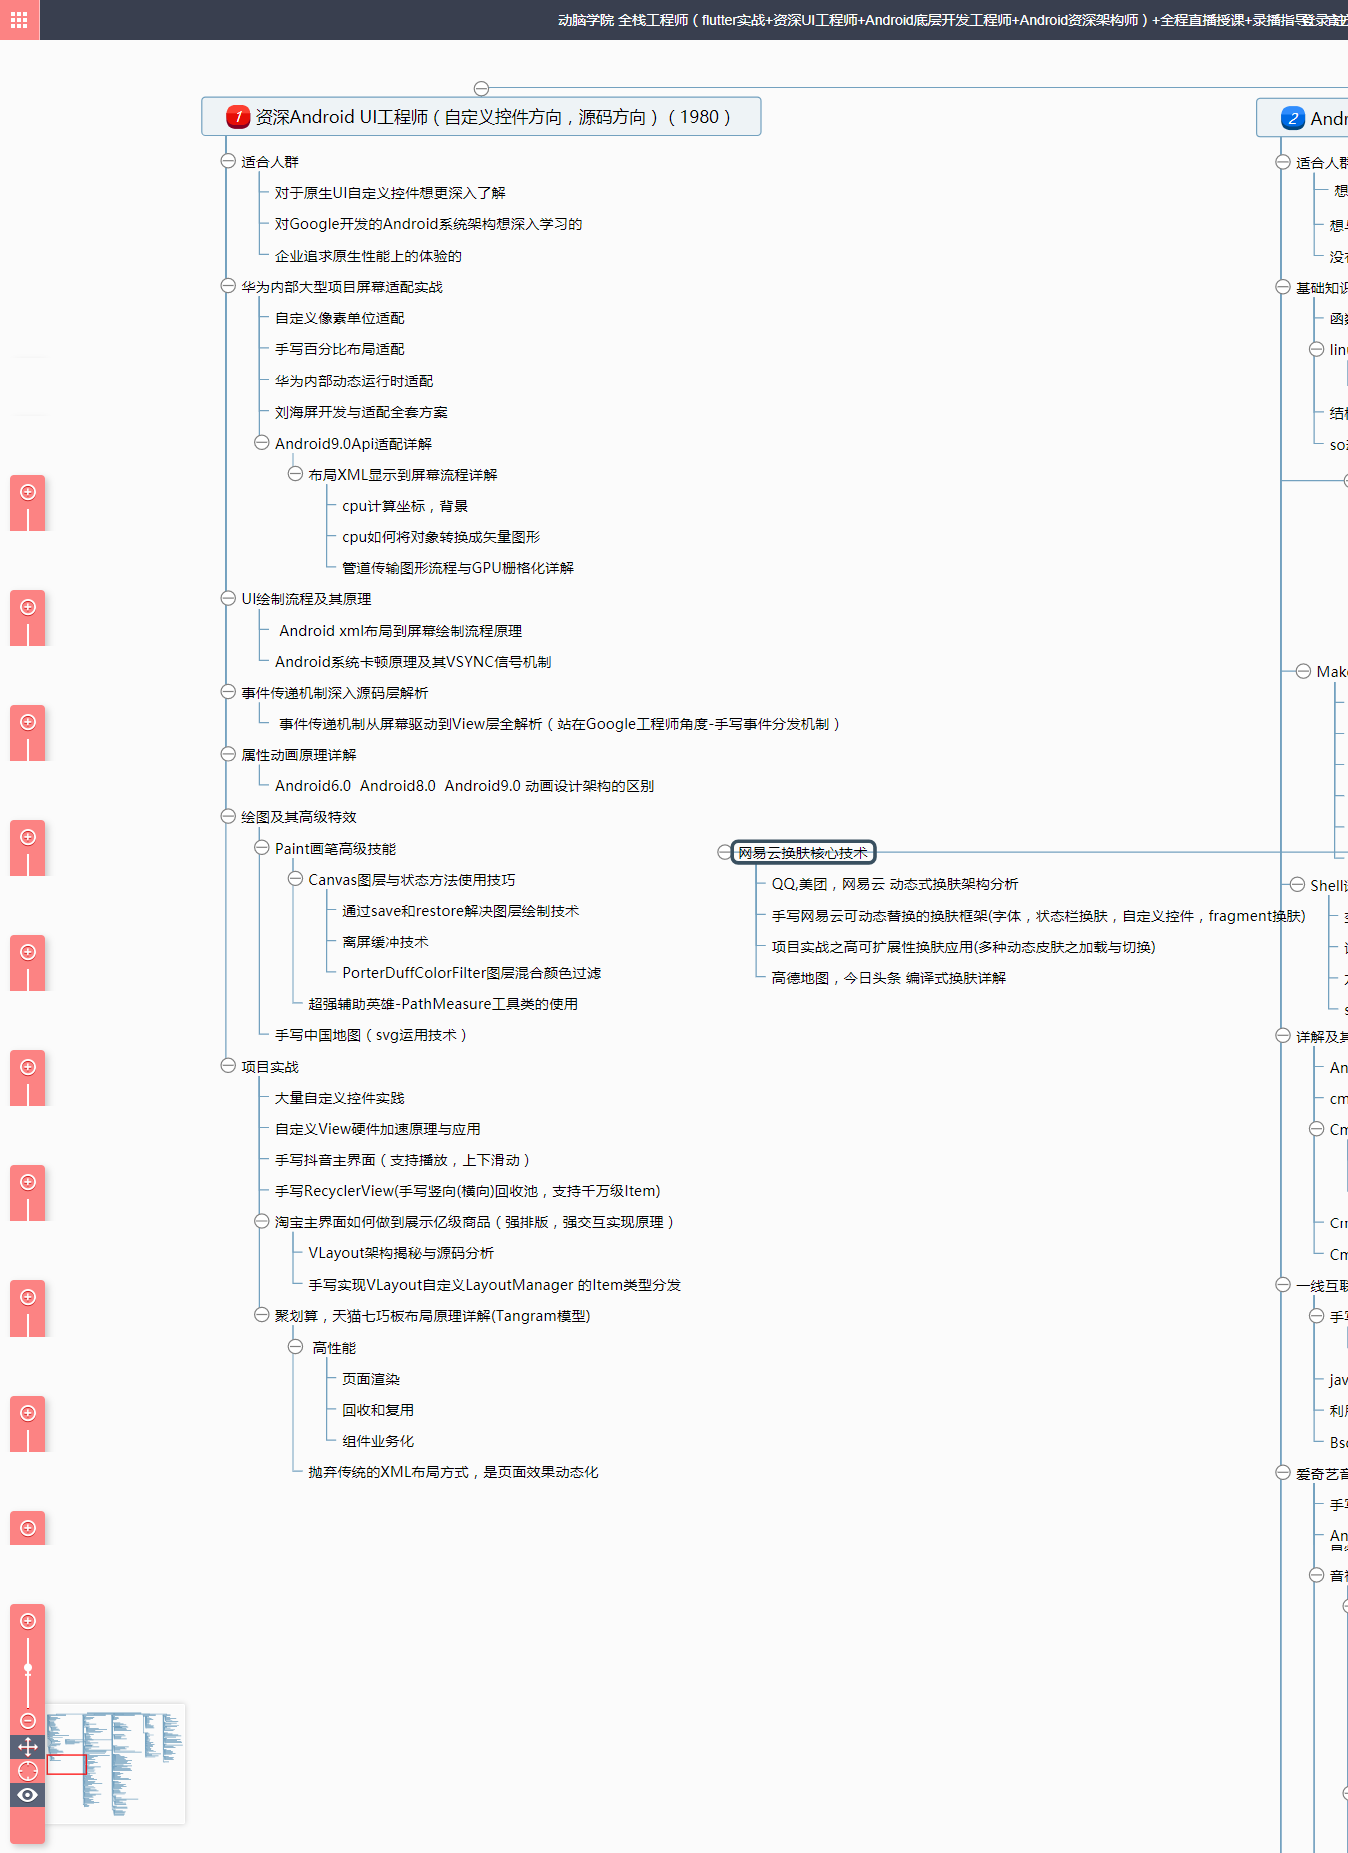 动脑学院 全栈工程师（flutter实战+资深UI工程师+Android底层开发工程师+Android资深架构师）+全程直播授课+录播指导
1 资深Android UI工程师（自定义控件方向，源码方向）（1980）
适合人群
对于原生UI自定义控件想更深入了解
对Google开发的Android系统架构想深入学习的
企业追求原生性能上的体验的
华为内部大型项目屏幕适配实战
自定义像素单位适配
手写百分比布局适配
华为内部动态运行时适配
刘海屏开发与适配全套方案
Android9.0Api适配详解
布局XML显示到屏幕流程详解
cpu计算坐标，背景
cpu如何将对象转换成矢量图形
管道传输图形流程与GPU栅格化详解
UI绘制流程及其原理
Android xml布局到屏幕绘制流程原理
Android系统卡顿原理及其VSYNC信号机制
事件传递机制深入源码层解析
事件传递机制从屏幕驱动到View层全解析（站在Google工程师角度-手写事件分发机制）
属性动画原理详解
Android6.0 Android8.0 Android9.0 动画设计架构的区别
绘图及其高级特效
Paint画笔高级技能
Canvas图层与状态方法使用技巧
通过save和restore解决图层绘制技术
离屏缓冲技术
PorterDuffColorFilter图层混合颜色过滤
超强辅助英雄-PathMeasure工具类的使用
手写中国地图（svg运用技术）
项目实战
大量自定义控件实践
自定义View硬件加速原理与应用
手写抖音主界面（支持播放，上下滑动）
手写RecyclerView(手写竖向(横向)回收池，支持千万级Item)
淘宝主界面如何做到展示亿级商品（强排版，强交互实现原理）
VLayout架构揭秘与源码分析
手写实现VLayout自定义LayoutManager 的Item类型分发
聚划算，天猫七巧板布局原理详解(Tangram模型)
高性能
页面渲染
回收和复用
组件业务化
抛弃传统的XML布局方式，是页面效果动态化
网易云换肤核心技术
QQ,美团，网易云 动态式换肤架构分析
手写网易云可动态替换的换肤框架(字体，状态栏换肤，自定义控件，fragment换肤)
项目实战之高可扩展性换肤应用(多种动态皮肤之加载与切换)
高德地图，今日头条 编译式换肤详解
2 Andr
适合人群
想
想
没有
基础知识
函数
linu
结构
so
Make
Shell
详解及其
An
cm
Cm
Cm
Cm
一线互联
手写
jav
利用
Bsd
爱奇艺音
手写
An
音视